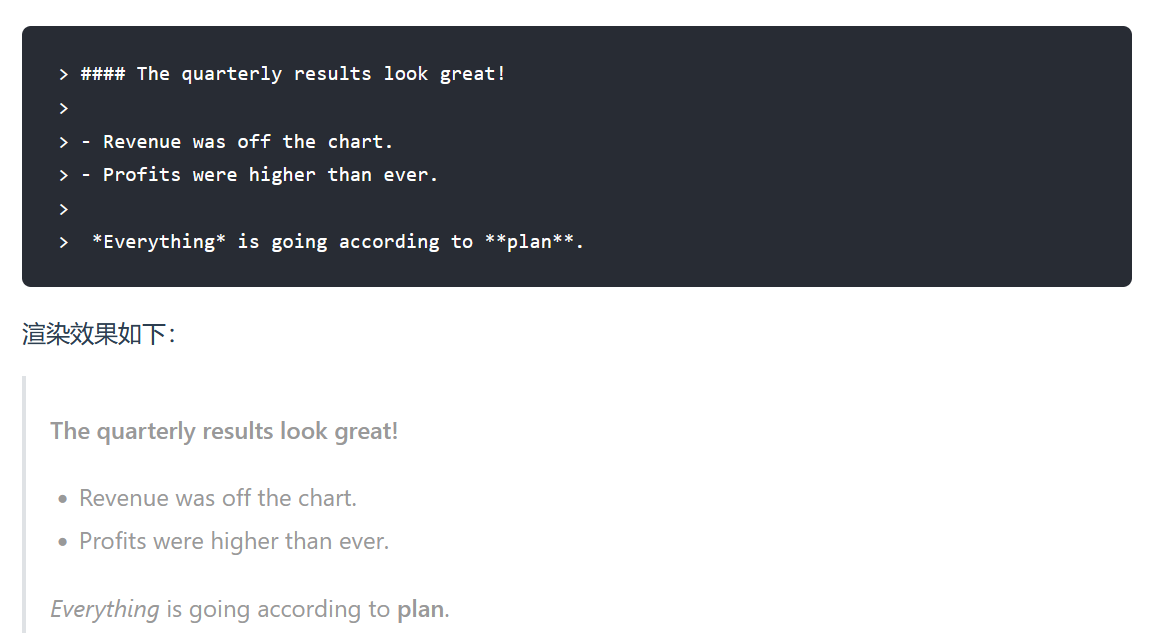 > #### The quarterly results look great!
>
> - Revenue was off the chart.
> - Profits were higher than ever.
>
>  *Everything* is going according to **plan**.
渲染效果如下：
The quarterly results look great!
• Revenue was off the chart.
• Profits were higher than ever.
Everything is going according to plan.